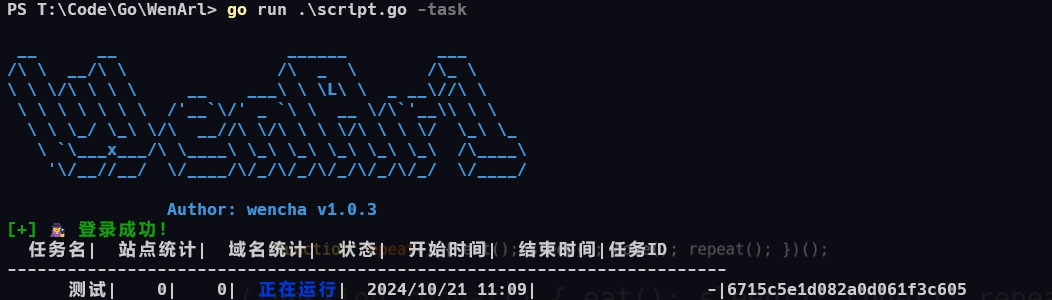 PS T:\Code\Go\WenArl> go run .\script.go -task
Author: wencha v1.0.3
[+] 登录成功!
任务名| 站点统计| 域名统计| 状态| 开始时间| 结束时间|任务ID
------------------------------------------------------------------------
测试| 0| 0| 正在运行| 2024/10/21 11:09| -|6715c5e1d082a0d061f3c605